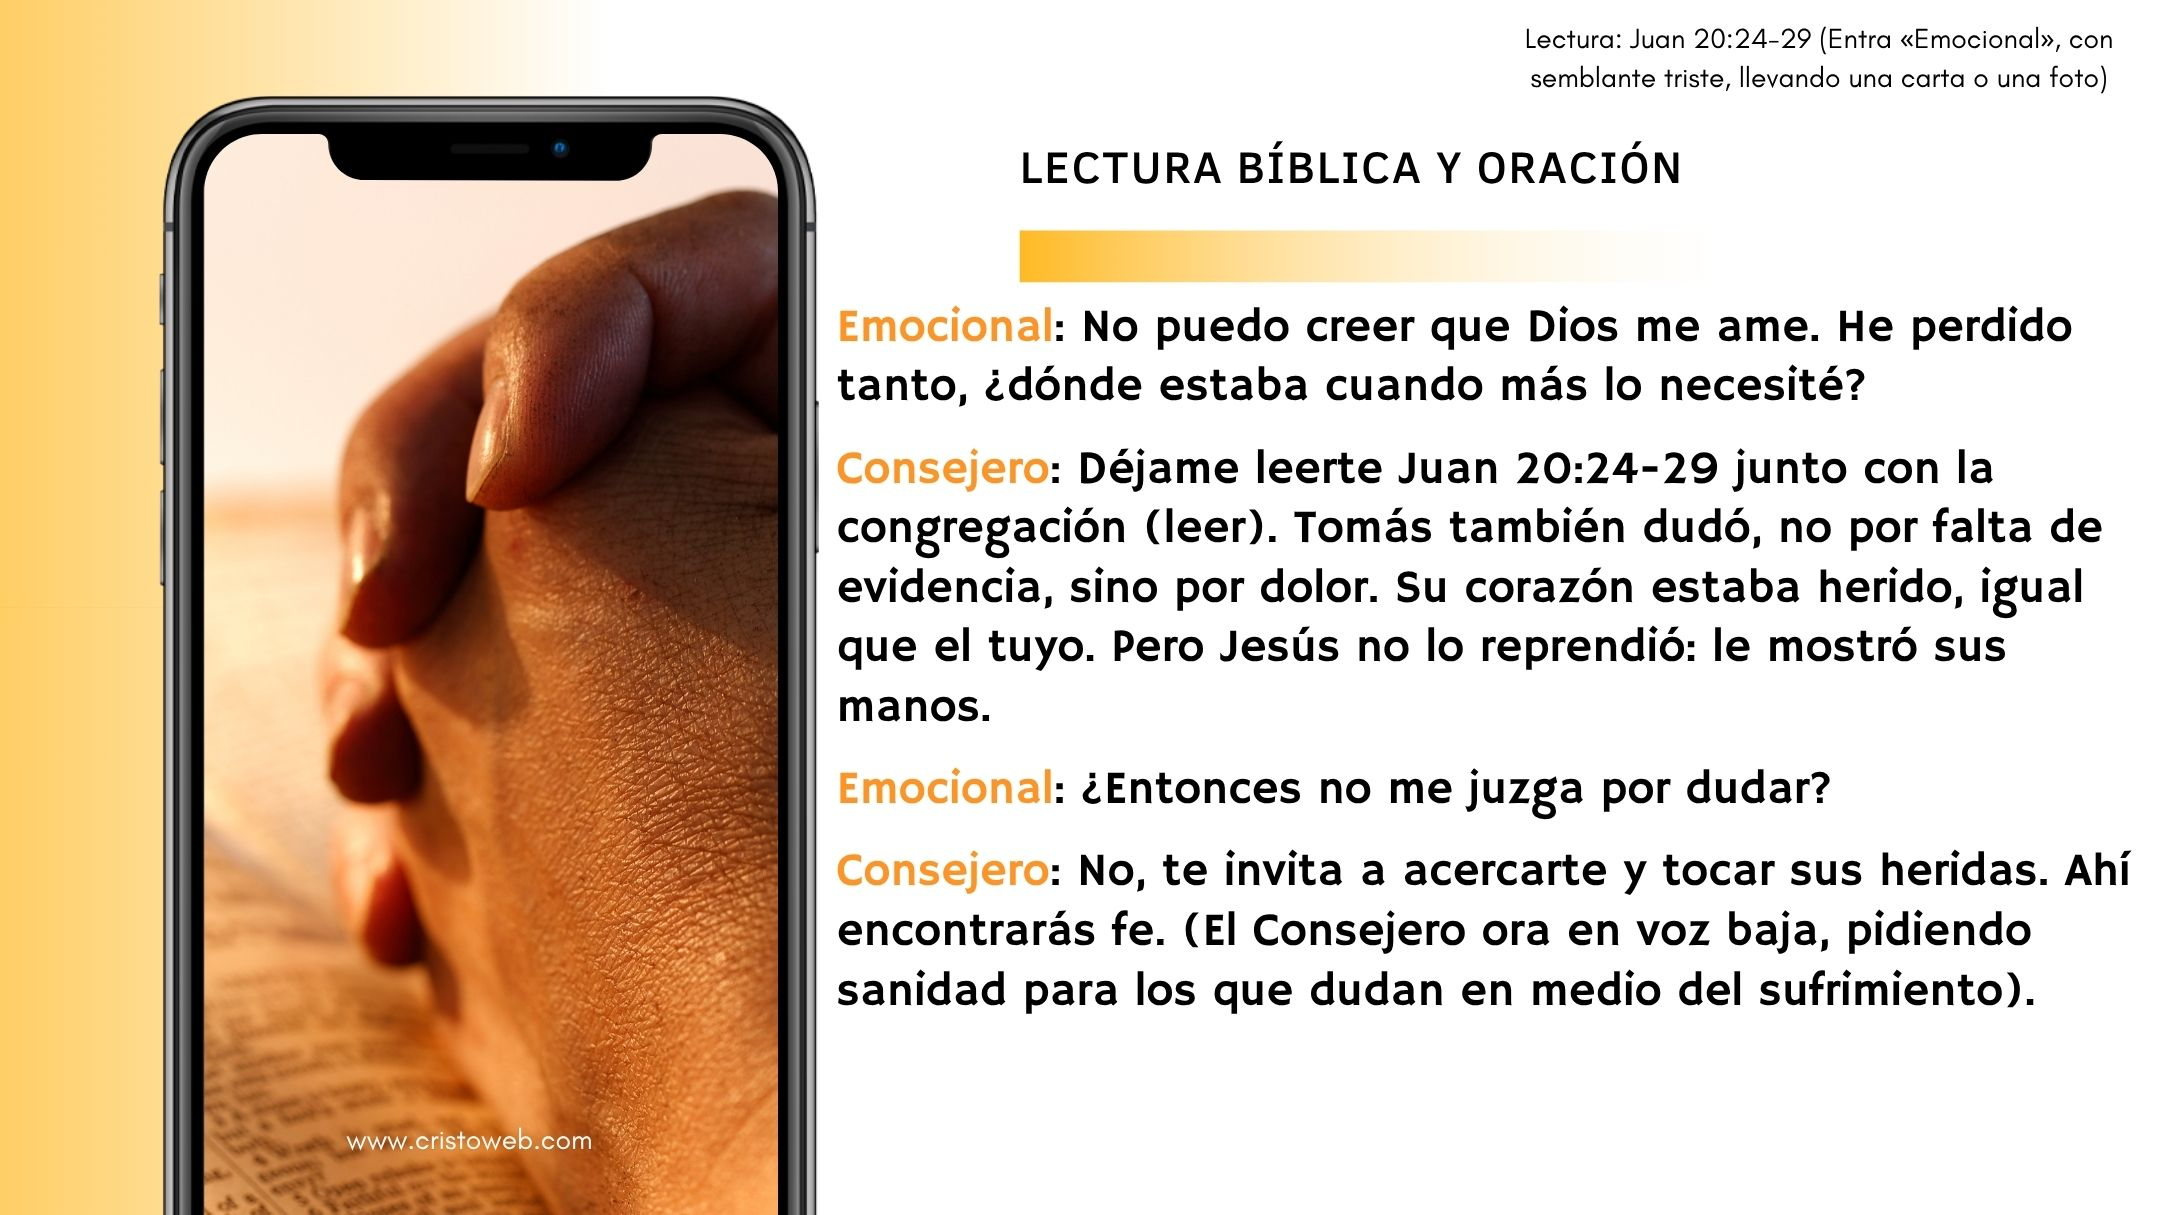 Lectura: Juan 20:24-29 (Entra «Emocional», con
semblante triste, llevando una carta o una foto)
LECTURA BÍBLICA Y ORACIÓN
Emocional: No puedo creer que Dios me ame. He perdido
tanto, ¿dónde estaba cuando más lo necesité?
Consejero: Déjame leerte Juan 20:24-29 junto con la
congregación (leer). Tomás también dudó, no por falta de
evidencia, sino por dolor. Su corazón estaba herido, igual
que el tuyo. Pero Jesús no lo reprendió: le mostró sus
manos.
Emocional: ¿Entonces no me juzga por dudar?
Consejero: No, te invita a acercarte y tocar sus heridas. Ahí
encontrarás fe. (El Consejero ora en voz baja, pidiendo
sanidad para los que dudan en medio del sufrimiento).
www.cristoweb.com